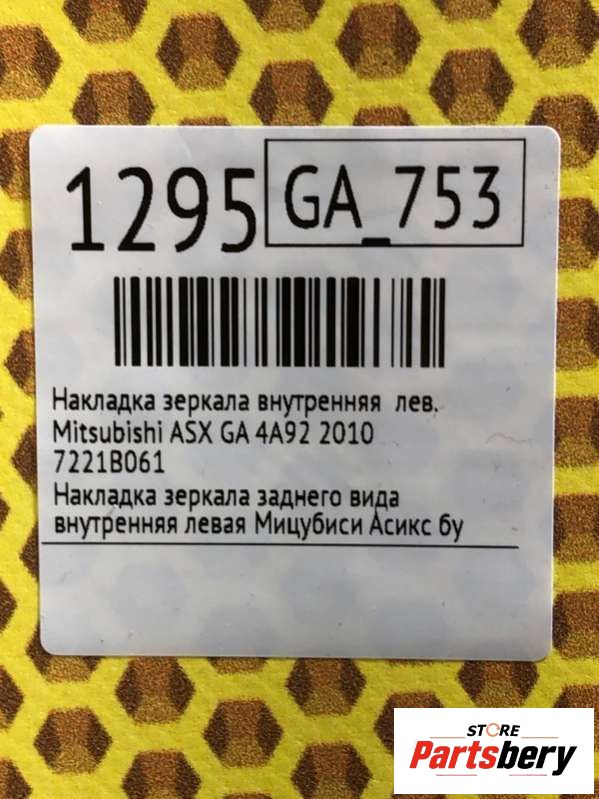 1295 GA_753
Накладка зеркала внутренняя лев.
Mitsubishi ASX GA 4A92 2010
7221B061
Накладка зеркала заднего вида
внутренняя левая Мицубиси Асикс бу
STORE
Partsbery